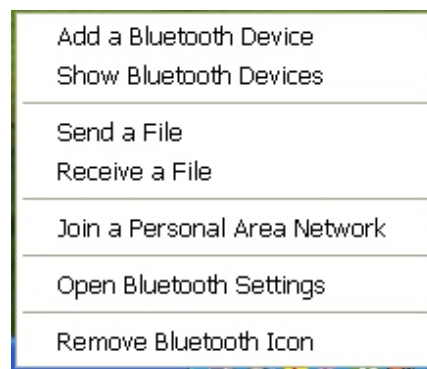 Add a Bluetooth Device
Show Bluetooth Devices
Send a File
Receive a File
Join a Personal Area Network
Open Bluetooth Settings
Remove Bluetooth Icon